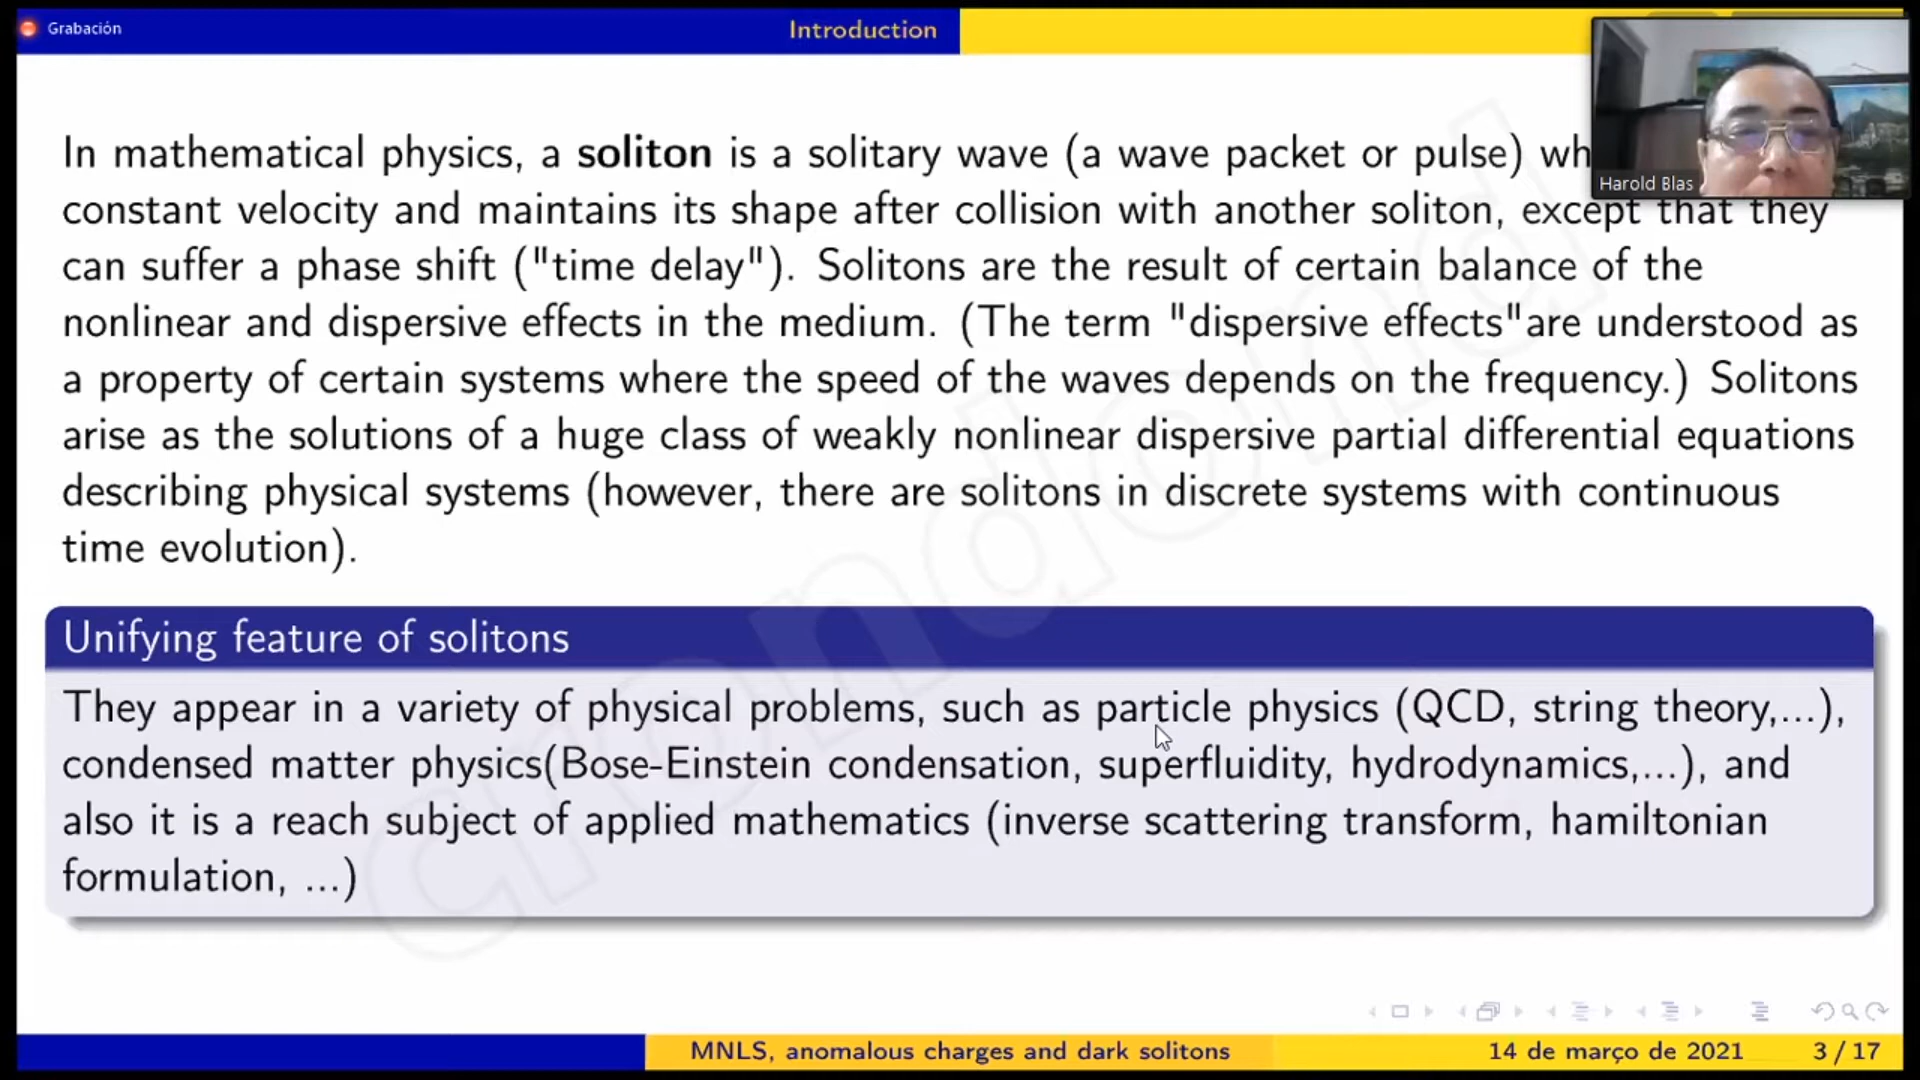 Grabación
Introduction
In mathematical physics, a soliton is a solitary wave (a wave packet or pulse)
Harold Blas
constant velocity and maintains its shape after collision with another soliton, except that they
can suffer a phase shift ("time delay"). Solitons are the result of certain balance of the
nonlinear and dispersive effects in the medium. (The term "dispersive effects"are understood as
a property of certain systems where the speed of the waves depends on the frequency.) Solitons
arise as the solutions of a huge class of weakly nonlinear dispersive partial differential equations
describing physical systems (however, there are solitons in discrete systems with continuous
time evolution).
Unifying feature of solitons
They appear in a variety of physical problems, such as particle physics (QCD, string theory,...),
condensed matter physics(Bose-Einstein condensation, superfluidity, hydrodynamics,...), and
also it is a reach subject of applied mathematics (inverse scattering transform, hamiltonian
formulation, ...)
crondond
MNLS, anomalous charges and dark solitons
14 de março de 2021
3 / 17